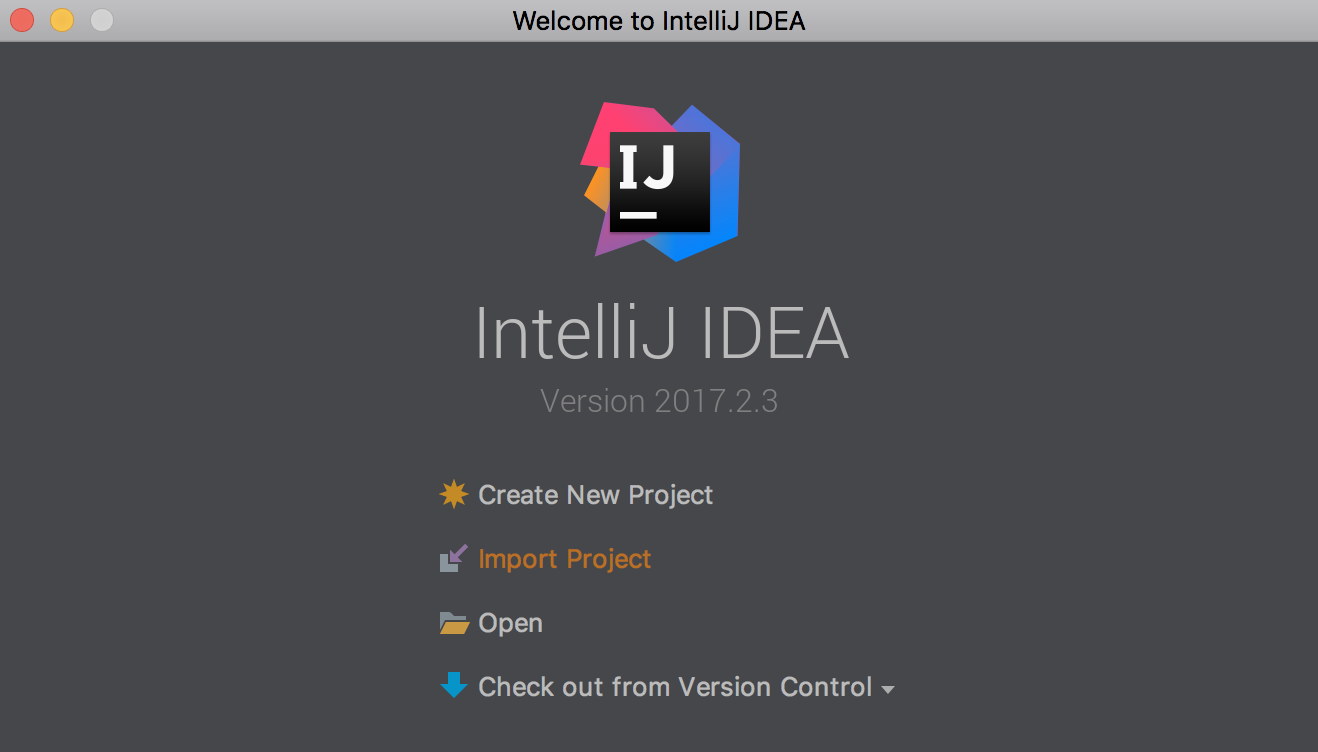 Welcome to IntelliJ IDEA
IJ
IntelliJ IDEA
Version 2017.2.3
Create New Project
Import Project
Open
Check out from Version Control